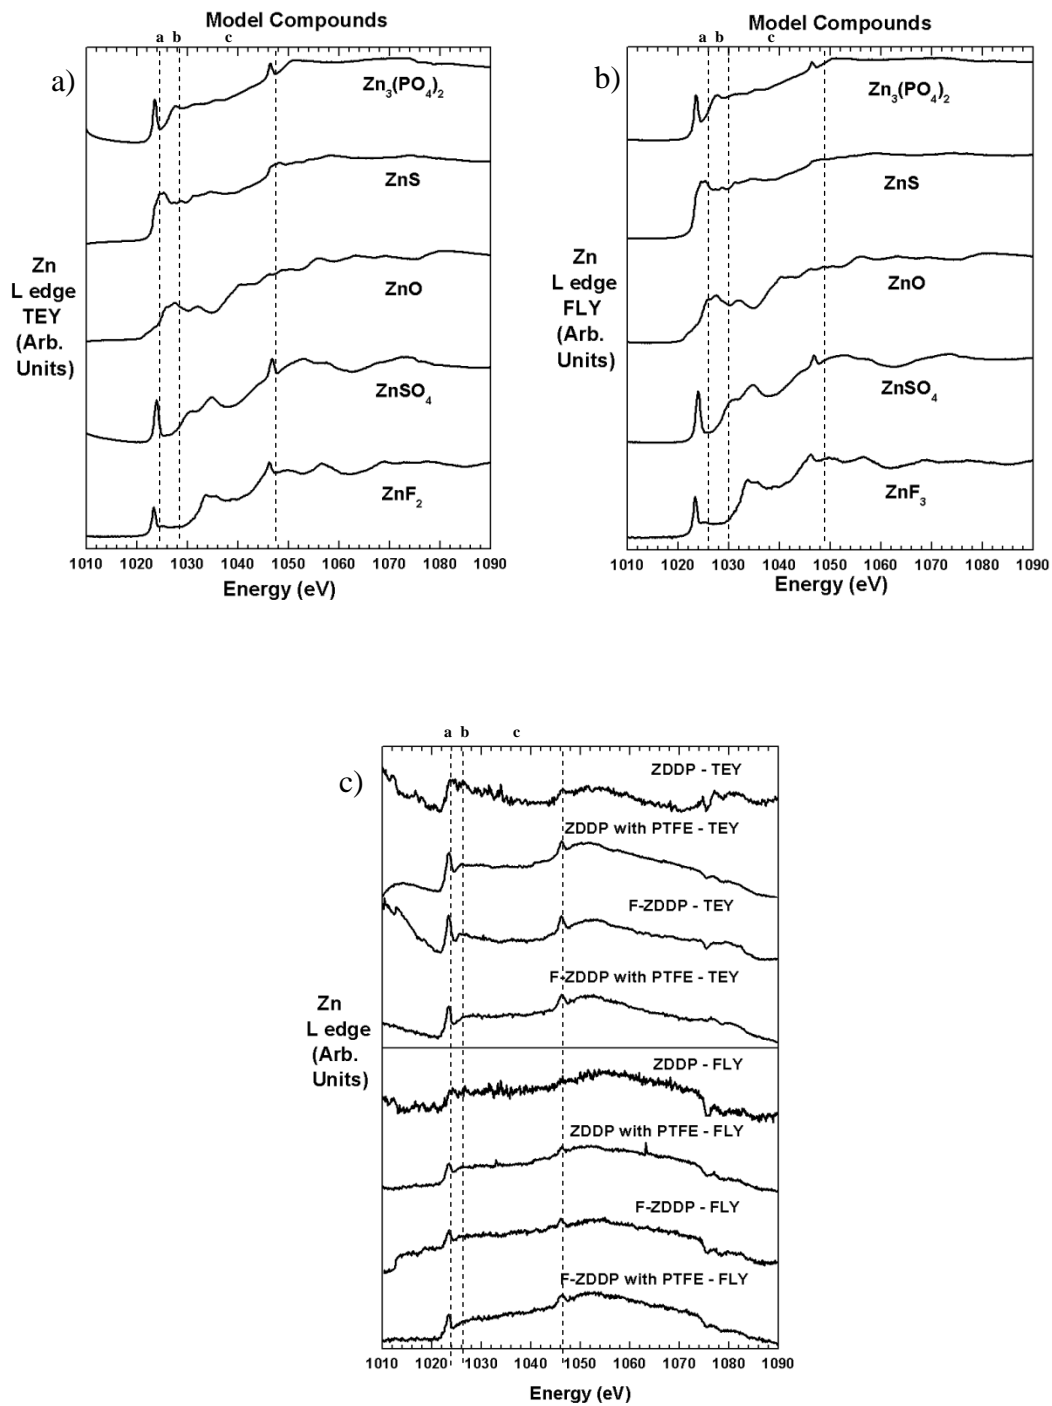 Model Compounds
a b c
a)
Zn3(PO4)2
ZnS
Zn
L edge
TEY
(Arb.
Units)
ZnO
ZnSO4
ZnF2
1010 1020 1030 1040 1050 1060 1070 1080 1090
Energy (eV)
Model Compounds
a b c
b)
Zn3(PO4)2
ZnS
Zn
L edge
FLY
(Arb.
Units)
ZnO
ZnSO4
ZnF3
1010 1020 1030 1040 1050 1060 1070 1080 1090
Energy (eV)
a b c
c)
ZDDP - TEY
ZDDP with PTFE - TEY
F-ZDDP - TEY
F-ZDDP with PTFE - TEY
Zn
L edge
(Arb.
Units)
ZDDP - FLY
ZDDP with PTFE - FLY
F-ZDDP - FLY
F-ZDDP with PTFE - FLY
1010 1020 1030 1040 1050 1060 1070 1080 1090
Energy (eV)